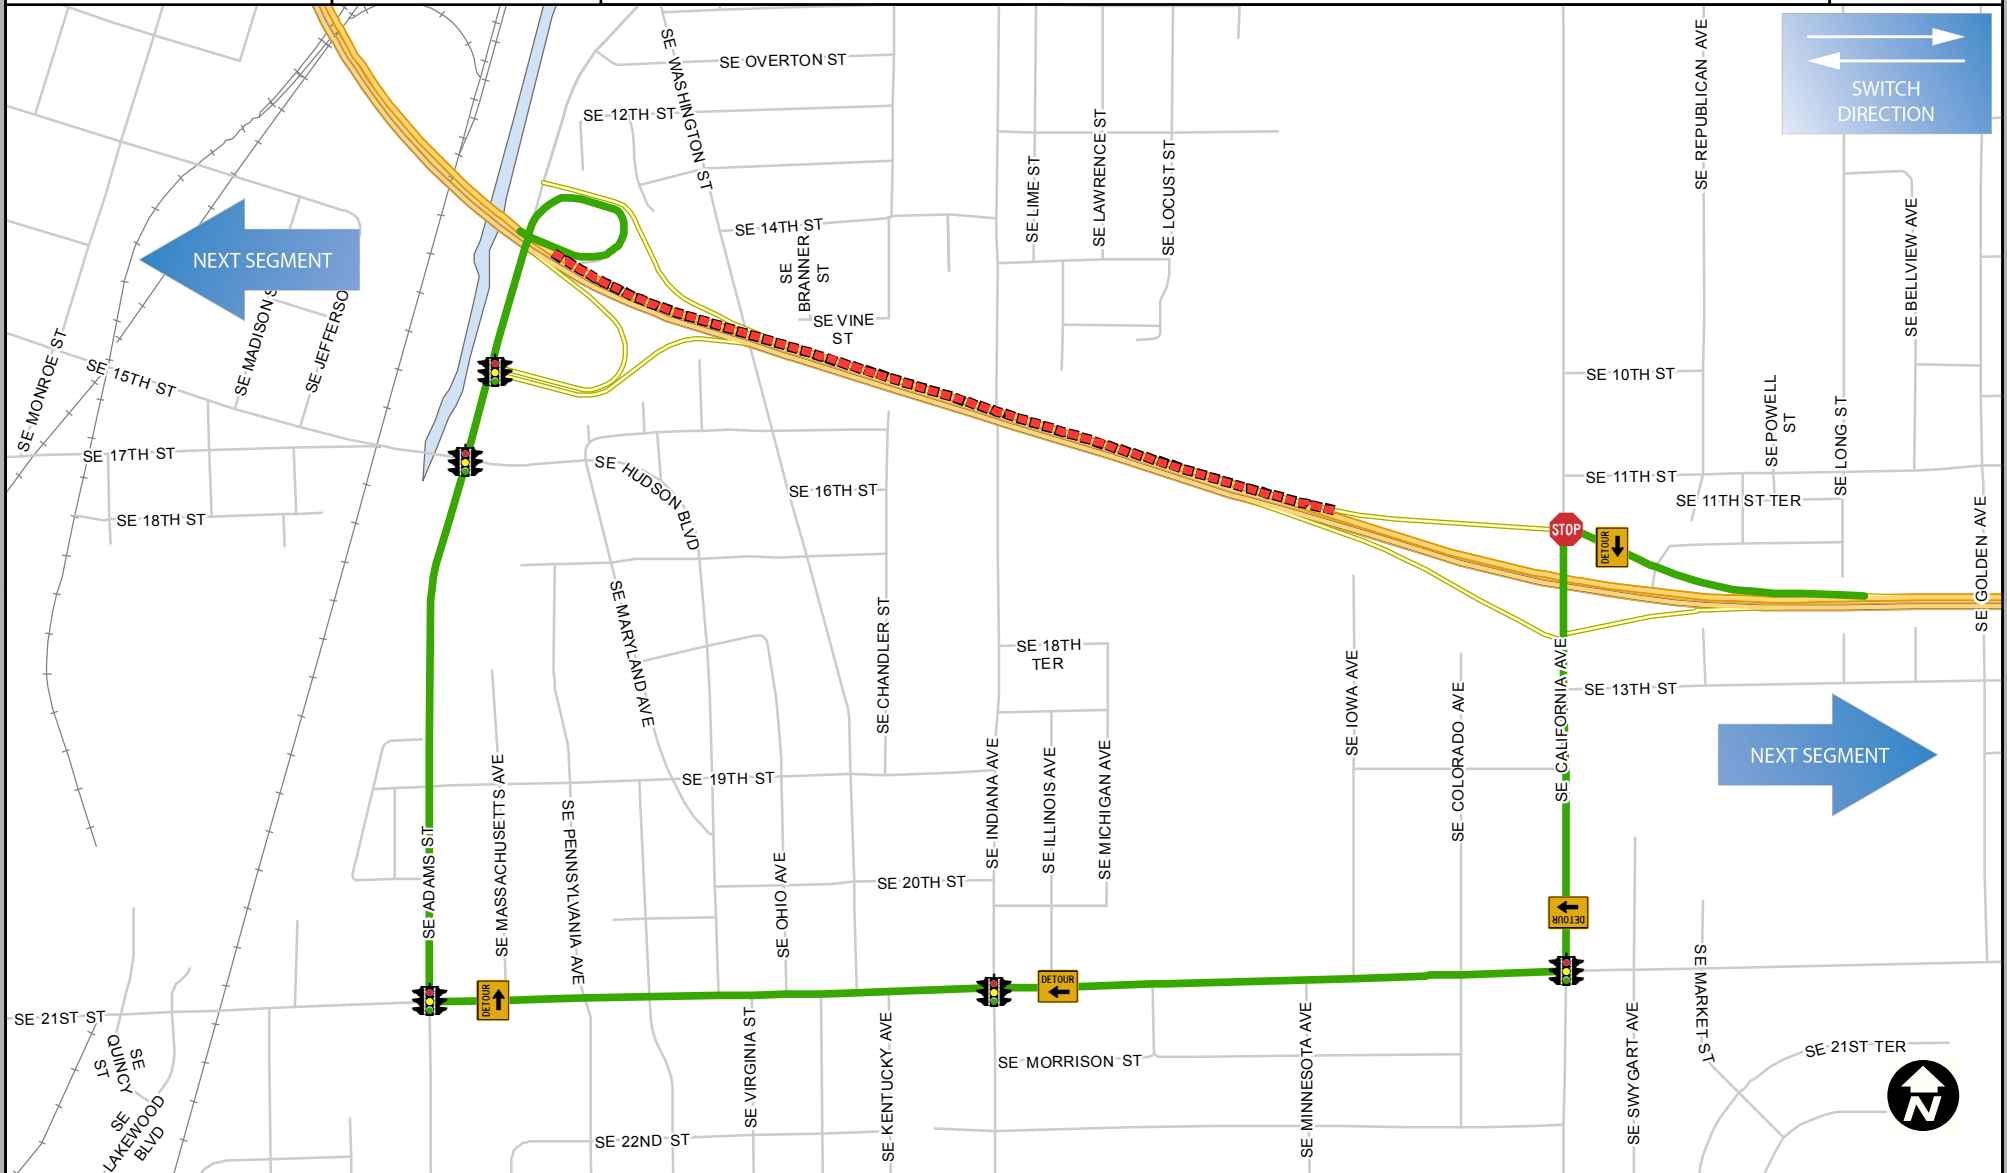 SE WASHINGTON ST
SE OVERTON ST
SE 12TH ST
SE 14TH ST
SE
BRANNER
ST
SE VINE
ST
SE LIME ST
SE LAWRENCE ST
SE LOCUST ST
SE REPUBLICAN AVE
SWITCH
DIRECTION
SE BELLVIEW AVE
NEXT SEGMENT
SE MADISON S
SE JEFFERSO
SE MONROE ST
SE 15TH ST
SE 17TH ST
SE 18TH ST
SE HUDSON BLVD
SE 16TH ST
SE 10TH ST
SE POWELL
ST
SE LONG ST
SE 11TH ST
SE 11TH ST TER
STOP
DETOUR
SE GOLDEN AVE
SE MARYLAND AVE
SE CHANDLER ST
SE 18TH
TER
SE IOWA AVE
SE COLORADO AVE
SE CALIFORNIA AVE
SE 13TH ST
NEXT SEGMENT
SE 19TH ST
SE INDIANA AVE
SE ILLINOIS AVE
SE MICHIGAN AVE
SE ADAMS ST
SE MASSACHUSETTS AVE
SE PENNSYLVANIA AVE
SE OHIO AVE
SE 20TH ST
DETOUR
DETOUR
DETOUR
SE 21ST ST
SE
QUINCY
ST
SE
LAKEWOOD
BLVD
SE VIRGINIA ST
SE KENTUCKY AVE
SE MORRISON ST
SE MINNESOTA AVE
SE SWYGART AVE
SE MARKET ST
SE 21ST TER
SE 22ND ST
N